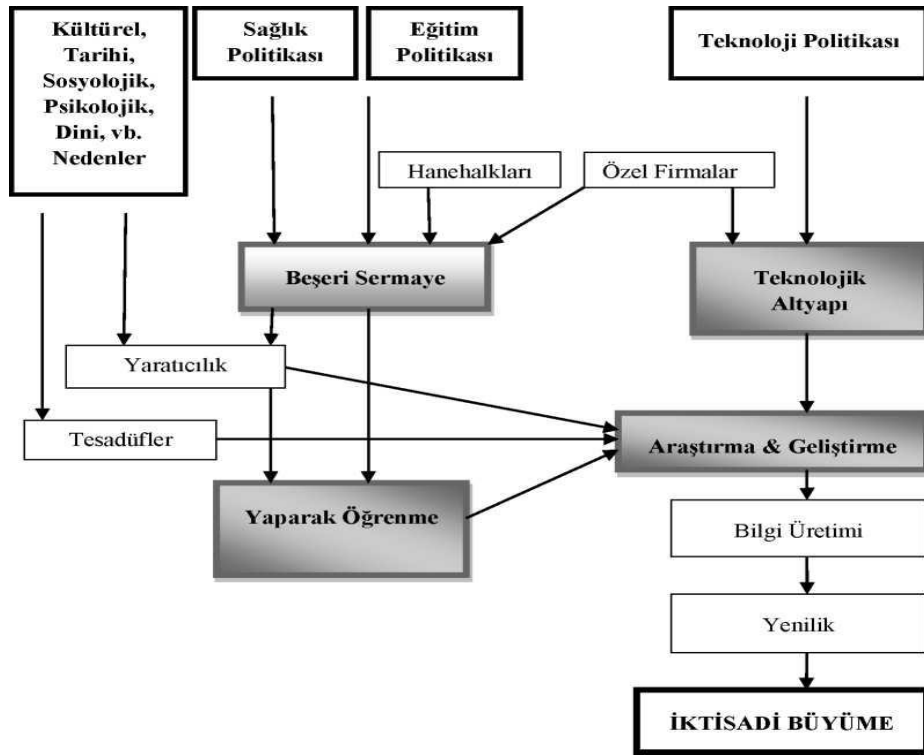 Kültürel,
Tarihi,
Sosyolojik,
Psikolojik,
Dini, vb.
Nedenler
Sağlık
Politikası
Eğitim
Politikası
Teknoloji Politikası
Hanehalkları
Özel Firmalar
Beşeri Sermaye
Teknolojik
Altyapı
Yaratıcılık
Tesadüfler
Araştırma & Geliştirme
Yaparak Öğrenme
Bilgi Üretimi
Yenilik
İKTİSADİ BÜYÜME